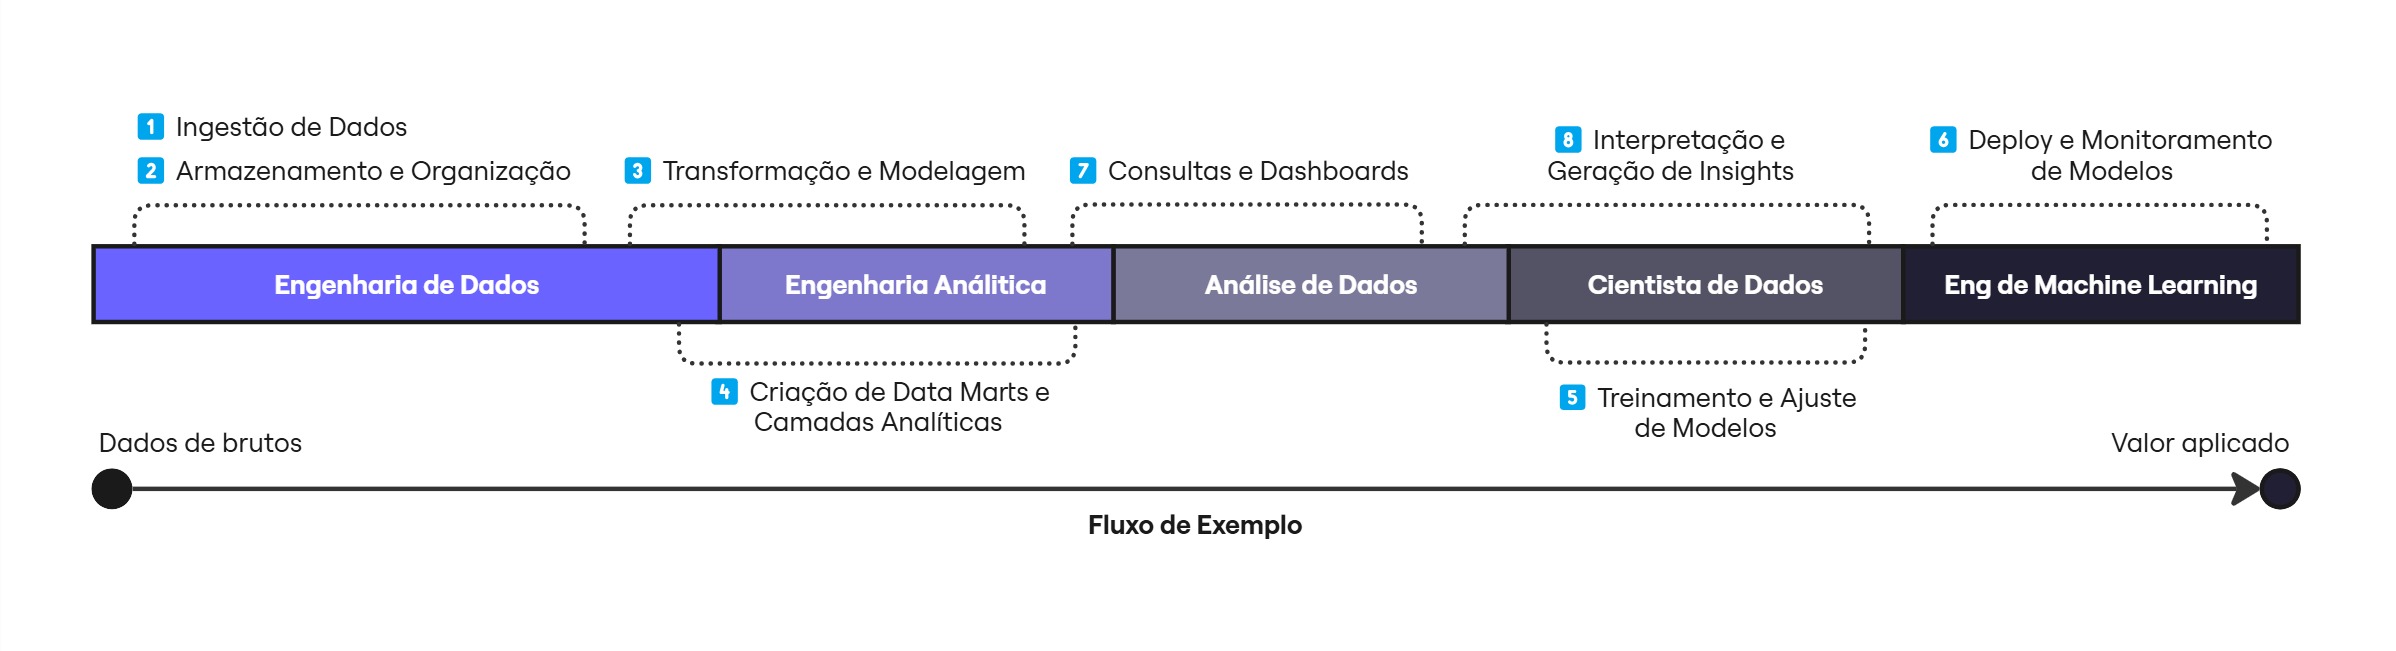 1 Ingestão de Dados
2 Armazenamento e Organização
3 Transformação e Modelagem
7 Consultas e Dashboards
8 Interpretação e
Geração de Insights
6 Deploy e Monitoramento
de Modelos
Engenharia de Dados
Engenharia Análitica
Análise de Dados
Cientista de Dados
Eng de Machine Learning
4 Criação de Data Marts e
Camadas Analíticas
5 Treinamento e Ajuste
de Modelos
Dados de brutos
Valor aplicado
Fluxo de Exemplo